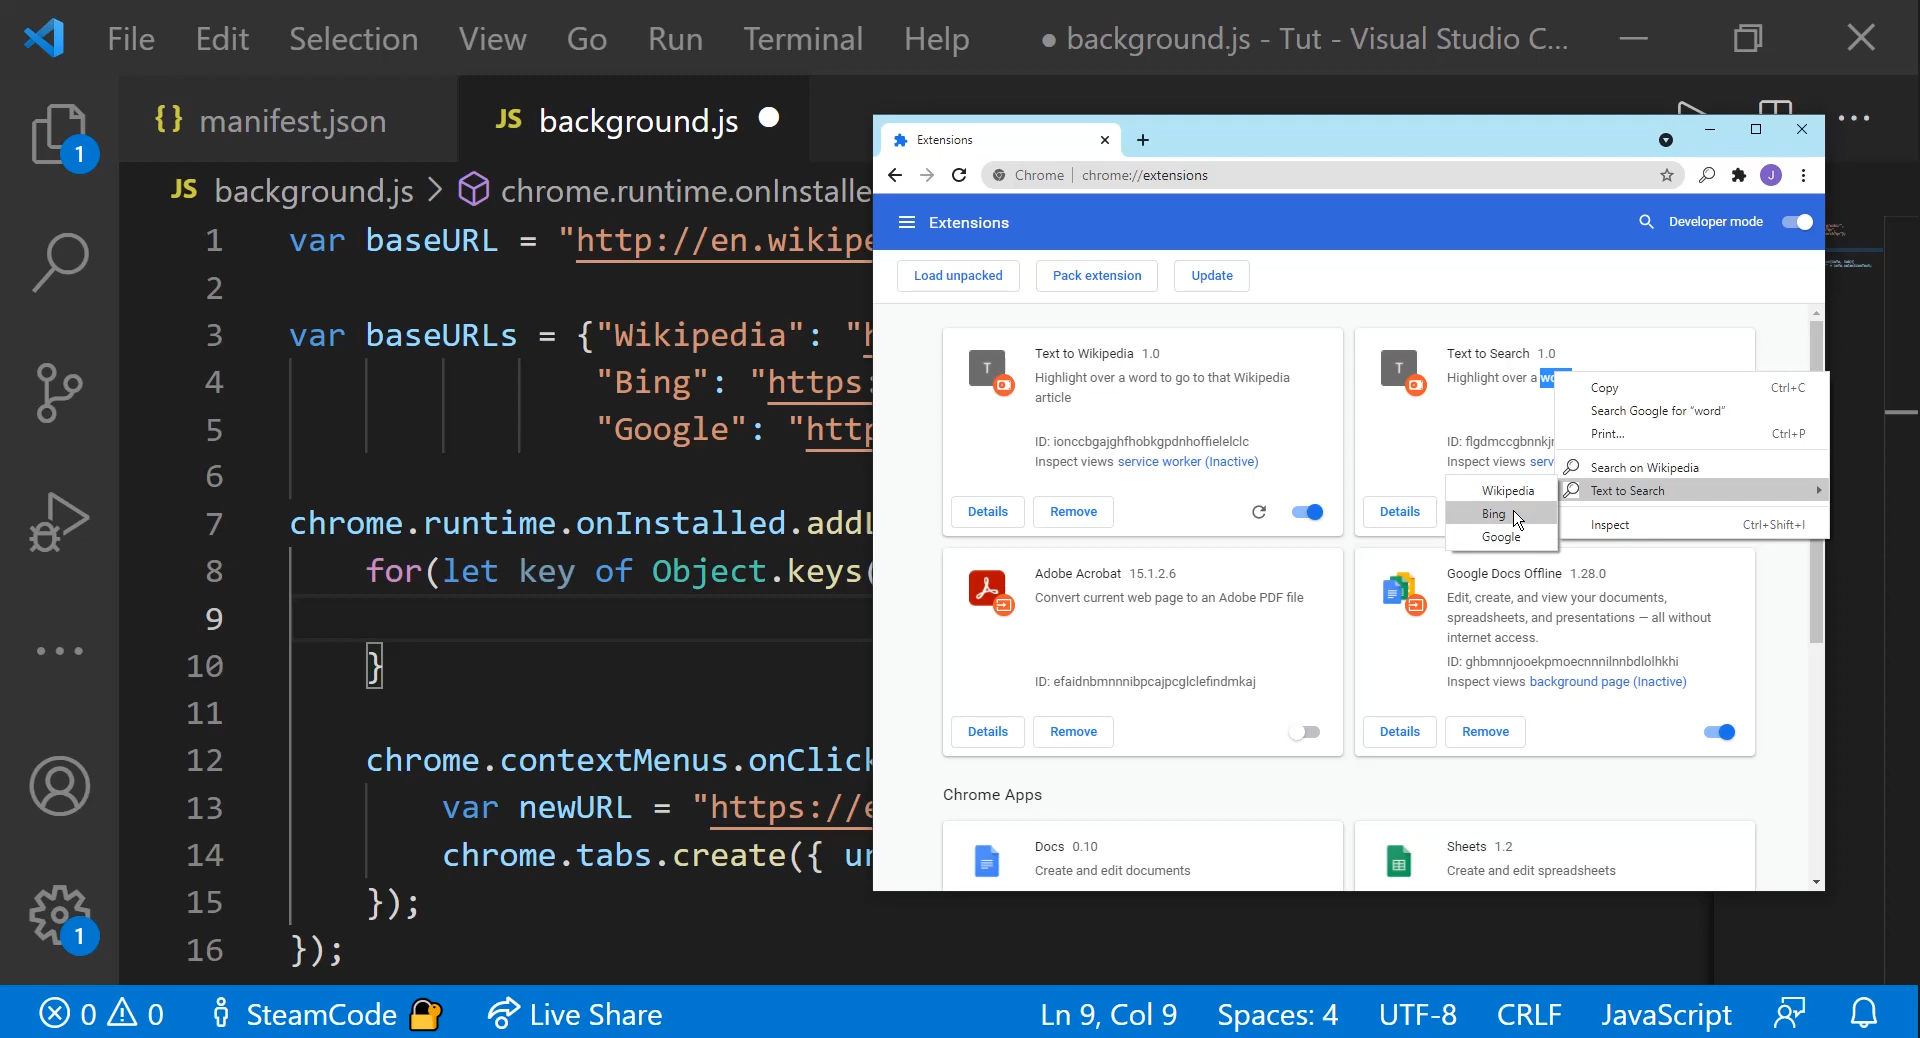 File Edit Selection View Go Run Terminal Help ● background.js - Tut - Visual Studio C...
{} manifest.json
JS background.js ●
JS background.js > chrome.runtime.onInstalle
1 var baseURL = "http://en.wikipe
2
3 var baseURLs = {"Wikipedia": "h
4 "Bing": "https:
5 "Google": "http
6
7 chrome.runtime.onInstalled.addL
8 for(let key of Object.keys(
9
10 }
11
12 chrome.contextMenus.onClick
13 var newURL = "https://e
14 chrome.tabs.create({ ur
15 });
16 });
1
1
Extensions
Chrome | chrome://extensions
J
Extensions
Developer mode
Load unpacked
Pack extension
Update
T
Text to Wikipedia 1.0
Highlight over a word to go to that Wikipedia
article
ID: ionccbgajghfhobkgpdnhoffielelclc
Inspect views service worker (Inactive)
Details
Remove
T
Text to Search 1.0
Highlight over a
ID: flgdmccgbnnkjr
Inspect views serv
Details
Copy Ctrl+C
Search Google for “word”
Print... Ctrl+P
Search on Wikipedia
Text to Search
Inspect Ctrl+Shift+I
Wikipedia
Bing
Google
Adobe Acrobat 15.1.2.6
Convert current web page to an Adobe PDF file
ID: efaidnbmnnnibpcajpcglclefindmkaj
Details
Remove
Google Docs Offline 1.28.0
Edit, create, and view your documents,
spreadsheets, and presentations — all without
internet access.
ID: ghbmnnjooekpmoecnnnilnnbdlolhkhi
Inspect views background page (Inactive)
Details
Remove
Chrome Apps
Docs 0.10
Create and edit documents
Sheets 1.2
Create and edit spreadsheets
0 0 SteamCode Live Share Ln 9, Col 9 Spaces: 4 UTF-8 CRLF JavaScript